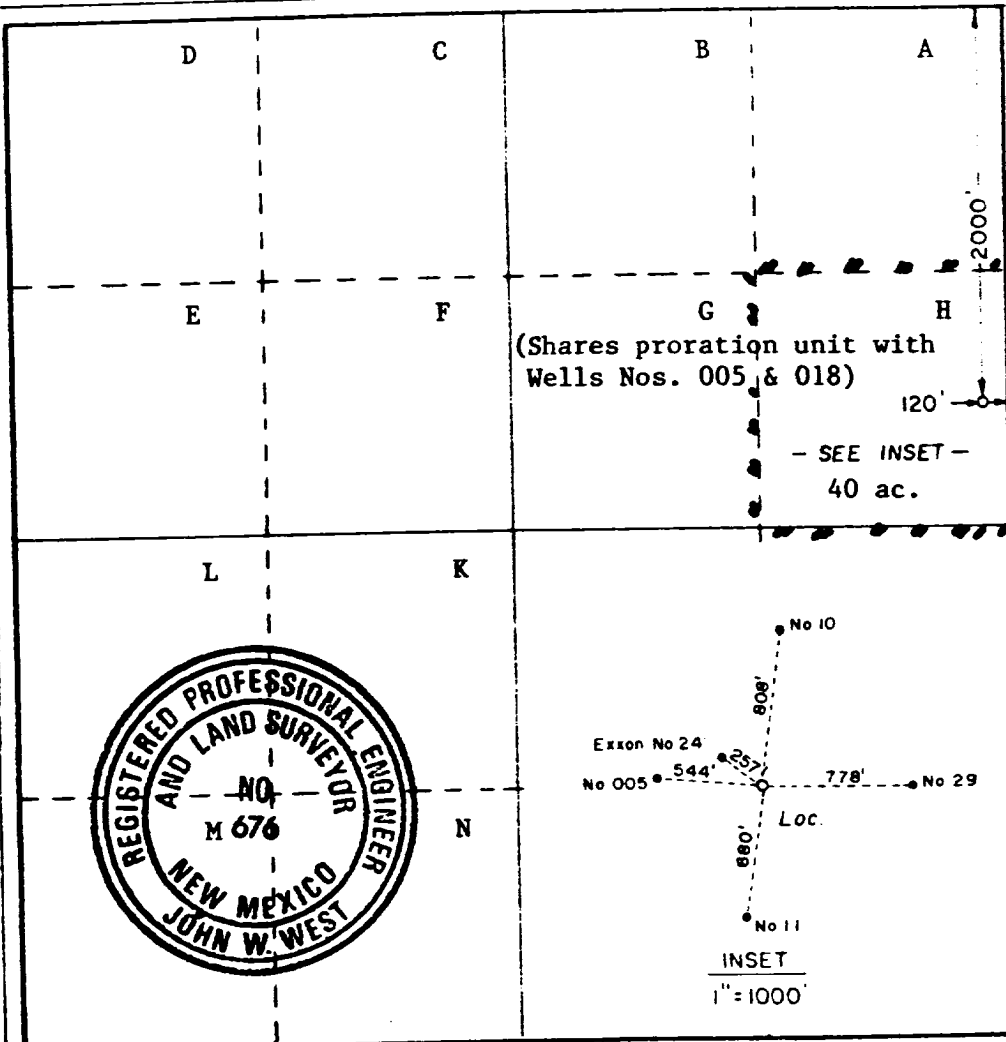 D C B A
2000'
E F G H
(Shares proration unit with
Wells Nos. 005 & 018)
120'
- SEE INSET -
40 ac.
L K
REGISTERED PROFESSIONAL ENGINEER
AND LAND SURVEYOR
NO
M 676 N
NEW MEXICO
JOHN W. WEST
No 10
808'
Exxon No 24
257'
No 005 544' 778' No 29
Loc.
680'
No 11
INSET
1" = 1000'